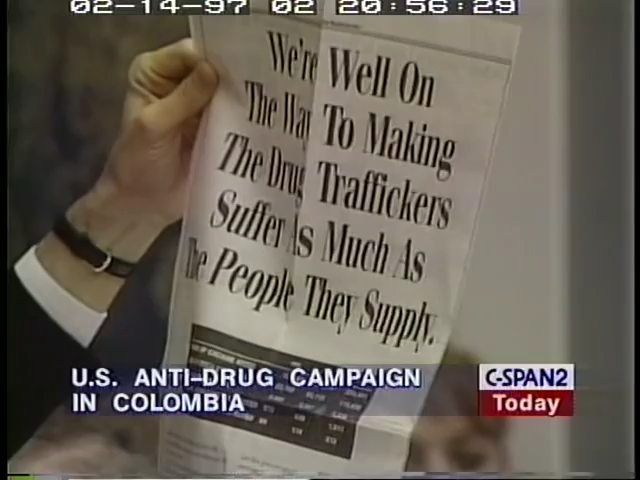 02-14-97 02 20:56:29
We're Well On
The Way To Making
The Drug Traffickers
Suffer As Much As
The People They Supply.
U.S. ANTI-DRUG CAMPAIGN
IN COLOMBIA
C-SPAN2
Today